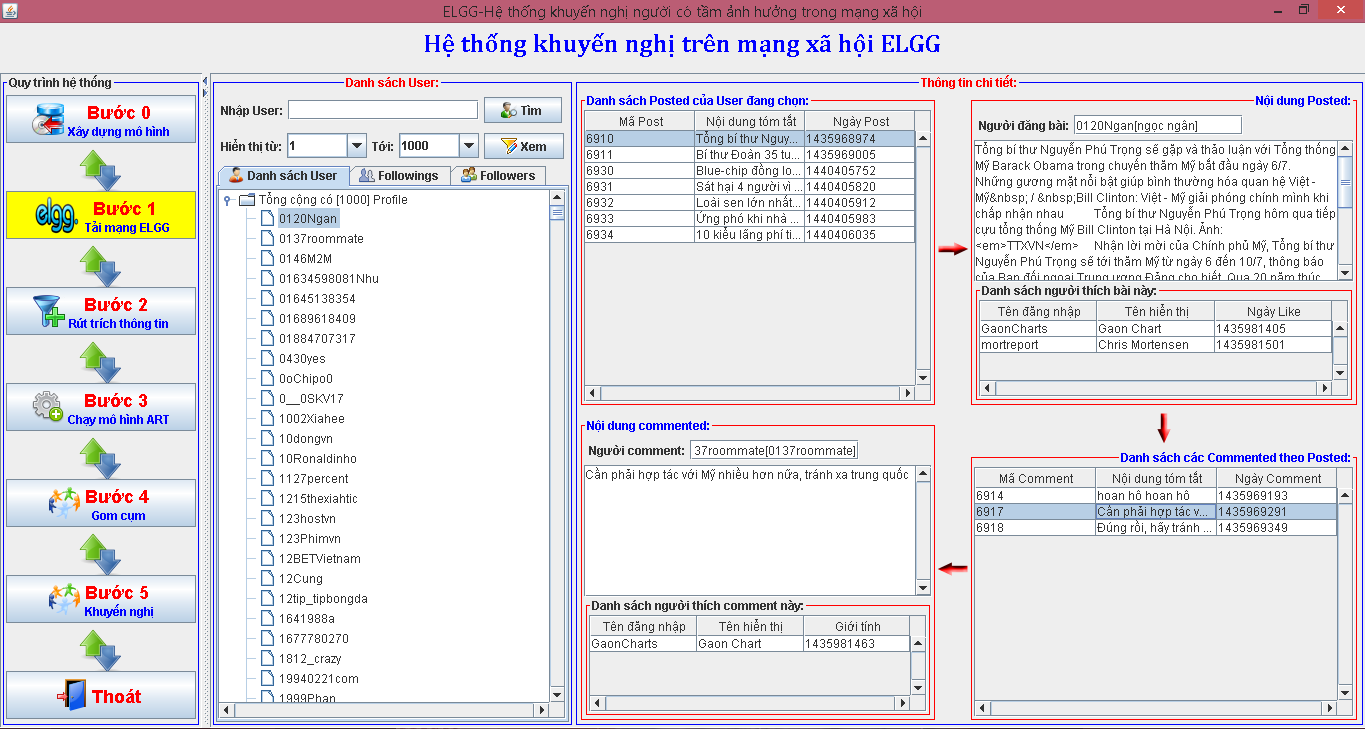 ELGG-Hệ thống khuyến nghị người có tầm ảnh hưởng trong mạng xã hội
Hệ thống khuyến nghị trên mạng xã hội ELGG
Quy trình hệ thống
Bước 0
Xây dựng mô hình
elgg.
Bước 1
Tải mạng ELGG
Bước 2
Rút trích thông tin
Bước 3
Chạy mô hình ART
Bước 4
Gom cụm
Bước 5
Khuyến nghị
Thoát
Danh sách User:
Nhập User:
Tìm
Hiển thị từ: 1 Tới: 1000 Xem
Danh sách User Followings Followers
Tổng cộng có [1000] Profile
0120Ngan
0137roommate
0146M2M
01634598081Nhu
01645138354
01689618409
01884707317
0430yes
0oChipo0
0__0SKV17
1002Xiahee
10dongvn
10Ronaldinho
1127percent
1215thexiahtic
123hostvn
123Phimvn
12BETVietnam
12Cung
12tip_tipbongda
1641988a
1677780270
1812_crazy
19940221com
1999Phan
Thông tin chi tiết:
Danh sách Posted của User đang chọn:
Mã Post Nội dung tóm tắt Ngày Post
6910 Tổng bí thư Nguy... 1435968974
6911 Bí thư Đoàn 35 tu... 1435969005
6930 Blue-chip đồng lo... 1440405752
6931 Sát hại 4 người vì ... 1440405820
6932 Loài sen lớn nhất... 1440405912
6933 Ứng phó khi nhà ... 1440405983
6934 10 kiểu lãng phí ti... 1440406035
Nội dung Posted:
Người đăng bài: 0120Ngan[ngọc ngân]
Tổng bí thư Nguyễn Phú Trọng sẽ gặp và thảo luận với Tổng thống
Mỹ Barack Obama trong chuyến thăm Mỹ bắt đầu ngày 6/7.
Những gương mặt nổi bật giúp bình thường hóa quan hệ Việt -
Mỹ&nbsp; / &nbsp;Bill Clinton: Việt - Mỹ giải phóng chính mình khi
chấp nhận nhau Tổng bí thư Nguyễn Phú Trọng hôm qua tiếp
cựu tổng thống Mỹ Bill Clinton tại Hà Nội. Ảnh:
<em>TTXVN</em> Nhận lời mời của Chính phủ Mỹ, Tổng bí thư
Nguyễn Phú Trọng sẽ tới thăm Mỹ từ ngày 6 đến 10/7, thông báo
của Ban đối ngoại Trung ương Đảng cho biết. Qua 20 năm thúc
Danh sách người thích bài này:
Tên đăng nhập Tên hiển thị Ngày Like
GaonCharts Gaon Chart 1435981405
mortreport Chris Mortensen 1435981501
Nội dung commented:
Người comment: 37roommate[0137roommate]
Cần phải hợp tác với Mỹ nhiều hơn nữa, tránh xa trung quốc
Danh sách người thích comment này:
Tên đăng nhập Tên hiển thị Giới tính
GaonCharts Gaon Chart 1435981463
Danh sách các Commented theo Posted:
Mã Comment Nội dung tóm tắt Ngày Comment
6914 hoan hô hoan hô 1435969193
6917 Cần phải hợp tác v... 1435969291
6918 Đúng rồi, hãy tránh ... 1435969349